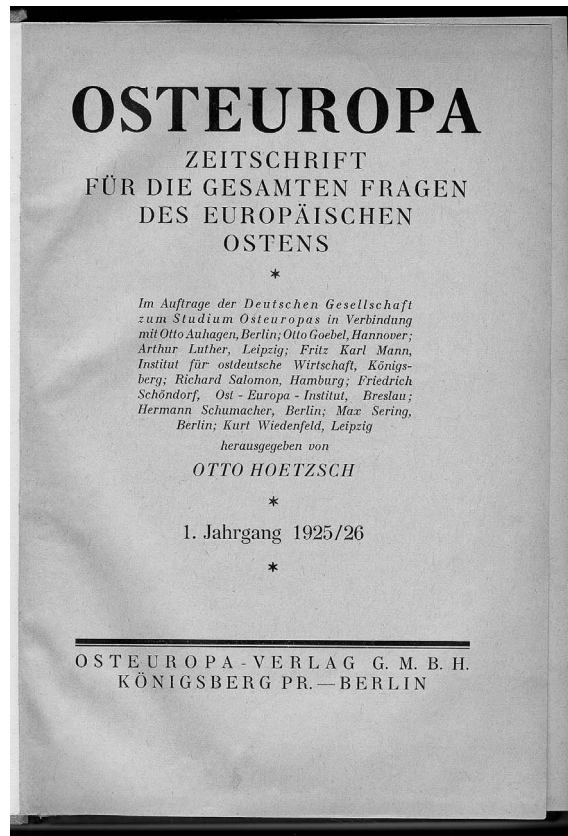 OSTEUROPA
ZEITSCHRIFT
FÜR DIE GESAMTEN FRAGEN
DES EUROPÄISCHEN
OSTENS
*
Im Auftrage der Deutschen Gesellschaft
zum Studium Osteuropas in Verbindung
mit Otto Auhagen, Berlin; Otto Goebel, Hannover;
Arthur Luther, Leipzig; Fritz Karl Mann,
Institut für ostdeutsche Wirtschaft, Königs-
berg; Richard Salomon, Hamburg; Friedrich
Schöndorf, Ost-Europa-Institut, Breslau;
Hermann Schumacher, Berlin; Max Sering,
Berlin; Kurt Wiedenfeld, Leipzig
herausgegeben von
OTTO HOETZSCH
*
1. Jahrgang 1925/26
*
OSTEUROPA-VERLAG G. M. B. H.
KÖNIGSBERG PR. — BERLIN